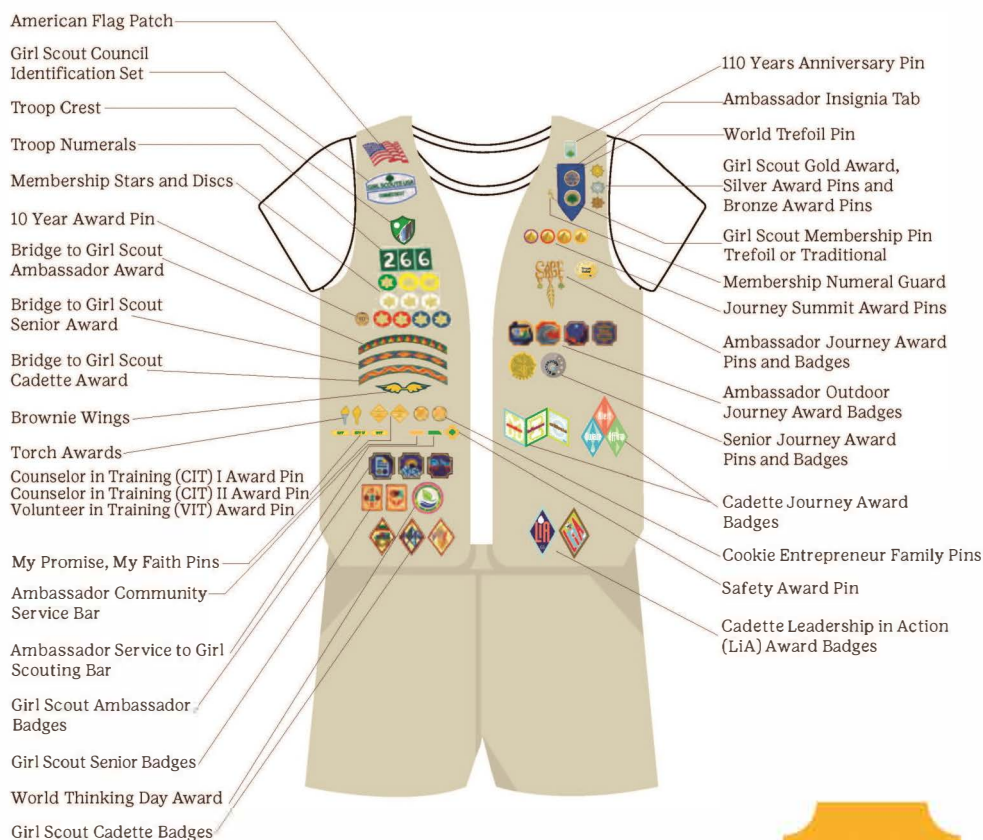 American Flag Patch
Girl Scout Council
Identification Set
Troop Crest
Troop Numerals
Membership Stars and Discs
10 Year Award Pin
Bridge to Girl Scout
Ambassador Award
Bridge to Girl Scout
Senior Award
Bridge to Girl Scout
Cadette Award
Brownie Wings
Torch Awards
Counselor in Training (CIT) I Award Pin
Counselor in Training (CIT) II Award Pin
Volunteer in Training (VIT) Award Pin
My Promise, My Faith Pins
Ambassador Community
Service Bar
Ambassador Service to Girl
Scouting Bar
Girl Scout Ambassador
Badges
Girl Scout Senior Badges
World Thinking Day Award
Girl Scout Cadette Badges
GIRL SCOUTS USA
266
SAGE
LiA
110 Years Anniversary Pin
Ambassador Insignia Tab
World Trefoil Pin
Girl Scout Gold Award,
Silver Award Pins and
Bronze Award Pins
Girl Scout Membership Pin
Trefoil or Traditional
Membership Numeral Guard
Journey Summit Award Pins
Ambassador Journey Award
Pins and Badges
Ambassador Outdoor
Journey Award Badges
Senior Journey Award
Pins and Badges
Cadette Journey Award
Badges
Cookie Entrepreneur Family Pins
Safety Award Pin
Cadette Leadership in Action
(LiA) Award Badges